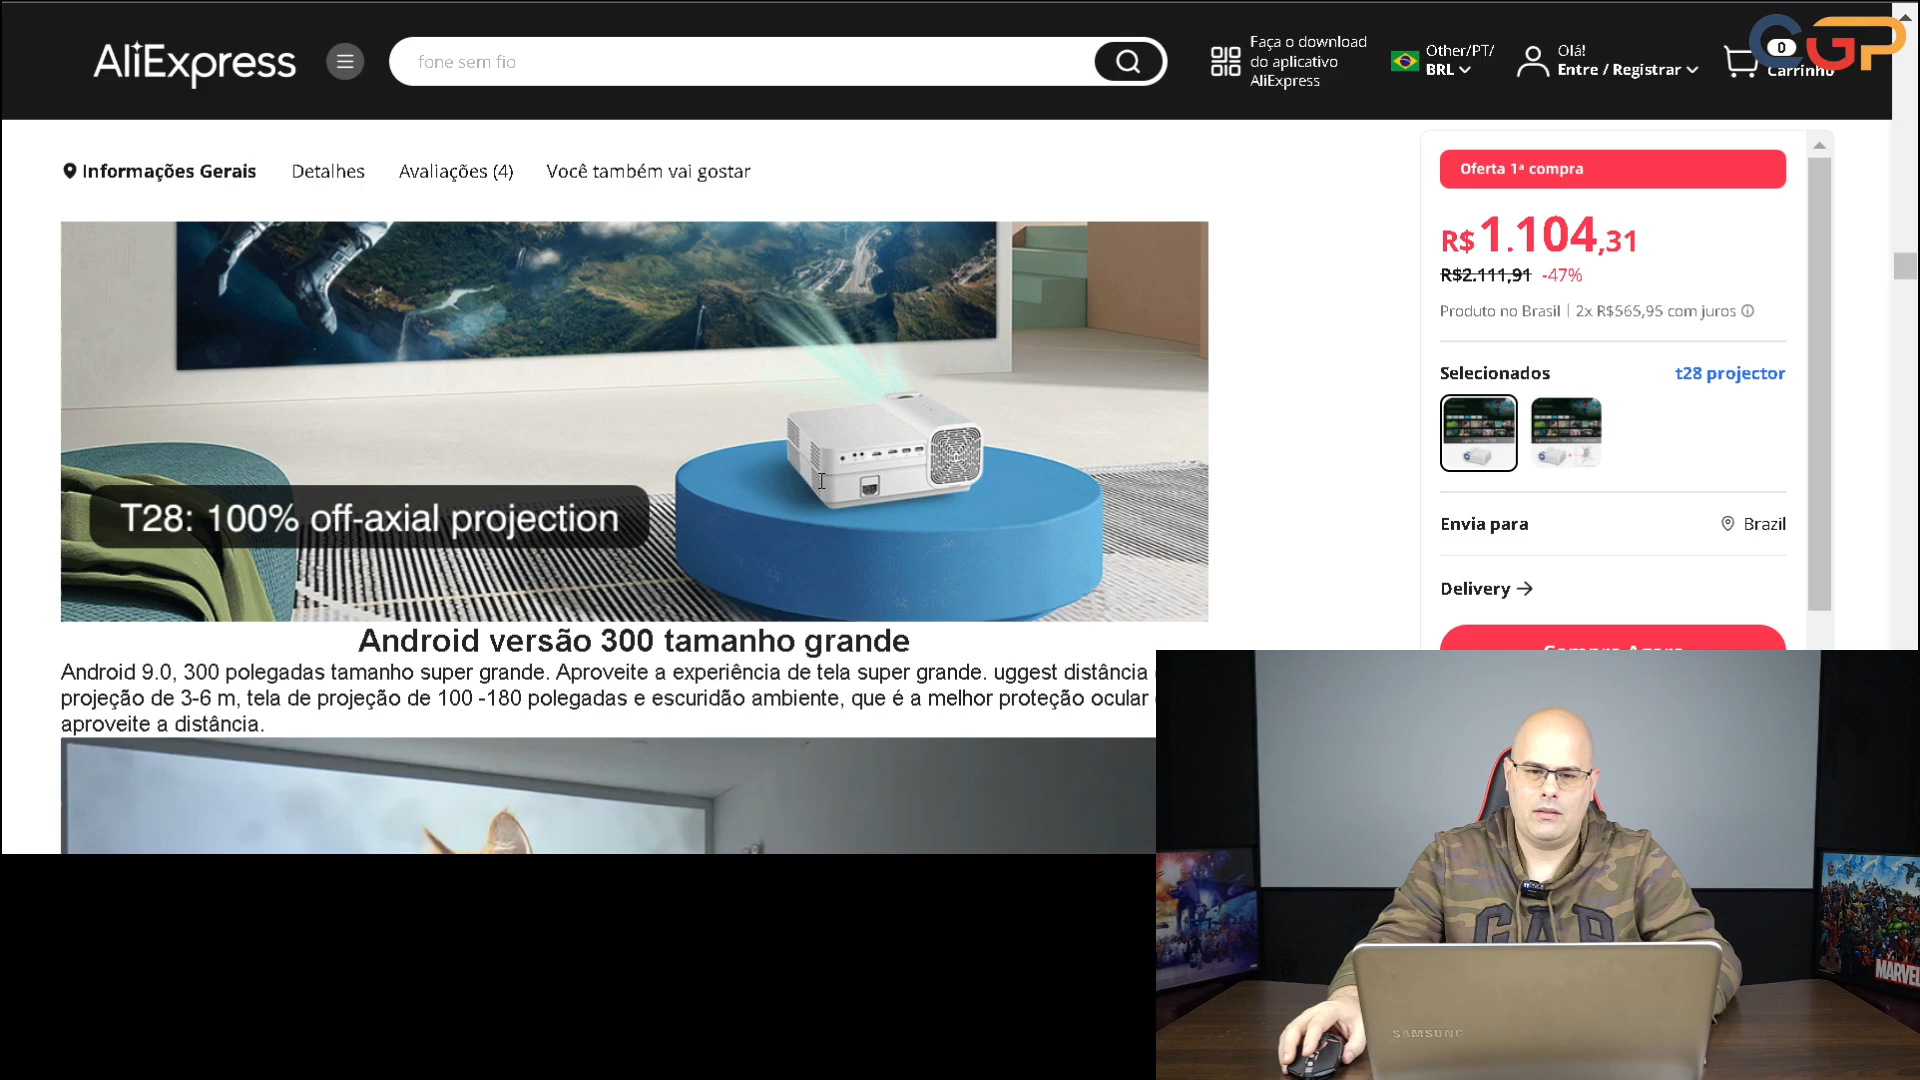 AliExpress
fone sem fio
Faça o download
do aplicativo
AliExpress
Other/PT/
BRL
Olá!
Entre / Registrar
0
Carrinho
CGP
Informações Gerais
Detalhes
Avaliações (4)
Você também vai gostar
T28: 100% off-axial projection
Android versão 300 tamanho grande
Android 9.0, 300 polegadas tamanho super grande. Aproveite a experiência de tela super grande. uggest distância
projeção de 3-6 m, tela de projeção de 100 -180 polegadas e escuridão ambiente, que é a melhor proteção ocular
aproveite a distância.
Oferta 1ª compra
R$1.104,31
R$2.111,91 -47%
Produto no Brasil | 2x R$565,95 com juros
Selecionados
t28 projector
Envia para
Brazil
Delivery
GAP
SAMSUNG
MARVEL